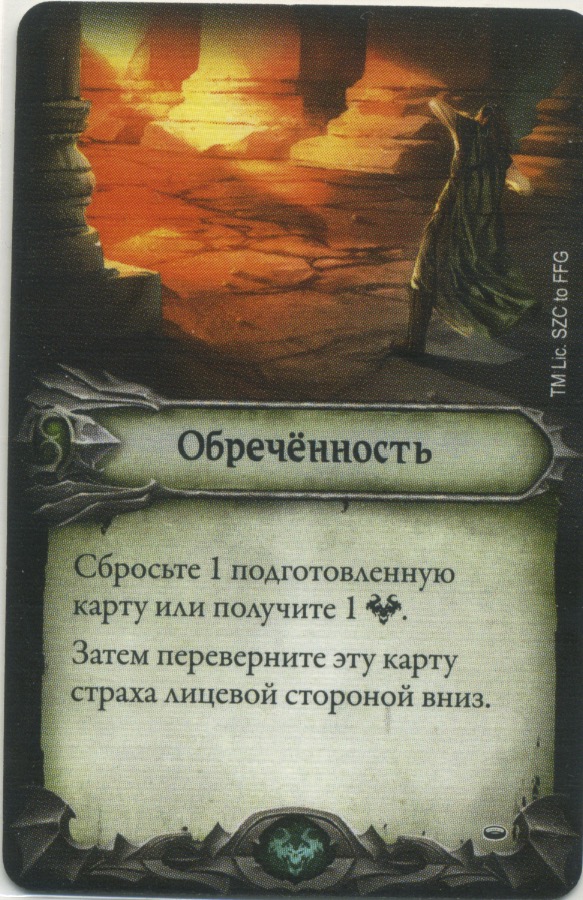 TM Lic. SZC to FFG
Обречённость
Сбросьте 1 подготовленную
карту или получите 1 .
Затем переверните эту карту
страха лицевой стороной вниз.